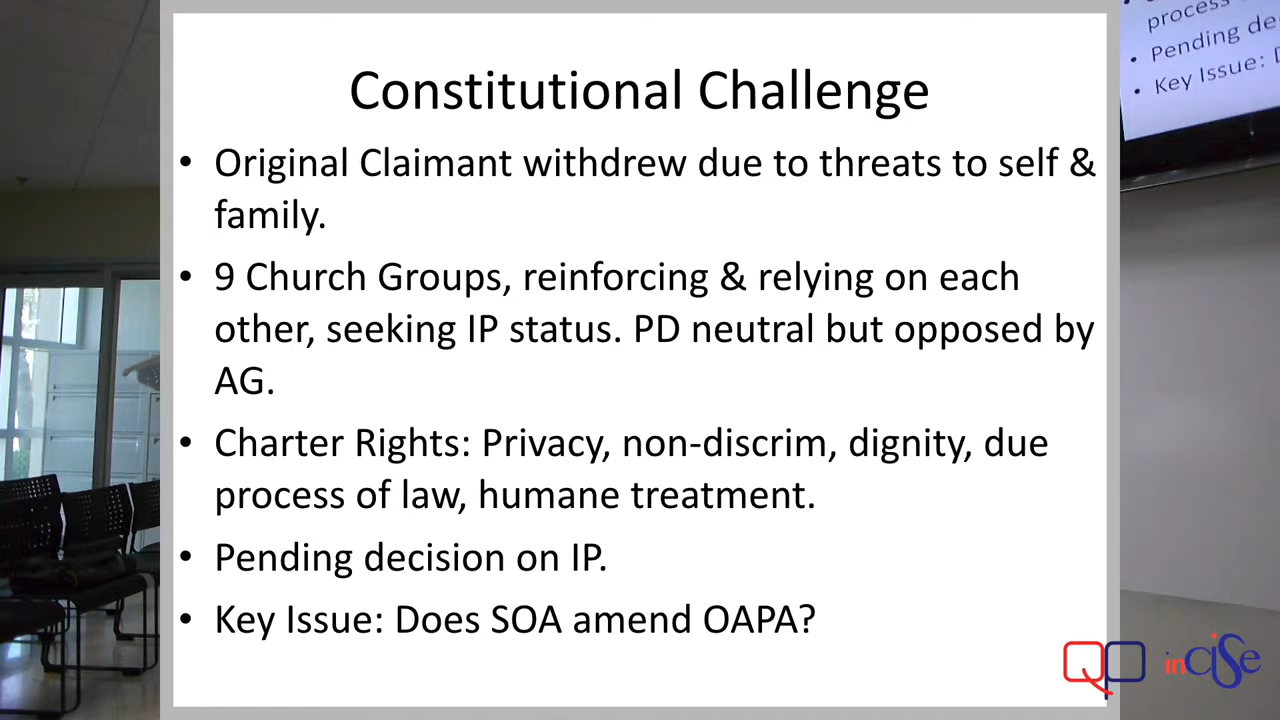 Constitutional Challenge
• Original Claimant withdrew due to threats to self &
family.
• 9 Church Groups, reinforcing & relying on each
other, seeking IP status. PD neutral but opposed by
AG.
• Charter Rights: Privacy, non-discrim, dignity, due
process of law, humane treatment.
• Pending decision on IP.
• Key Issue: Does SOA amend OAPA?
process
• Pending de
• Key Issue: D
QP inCiSe